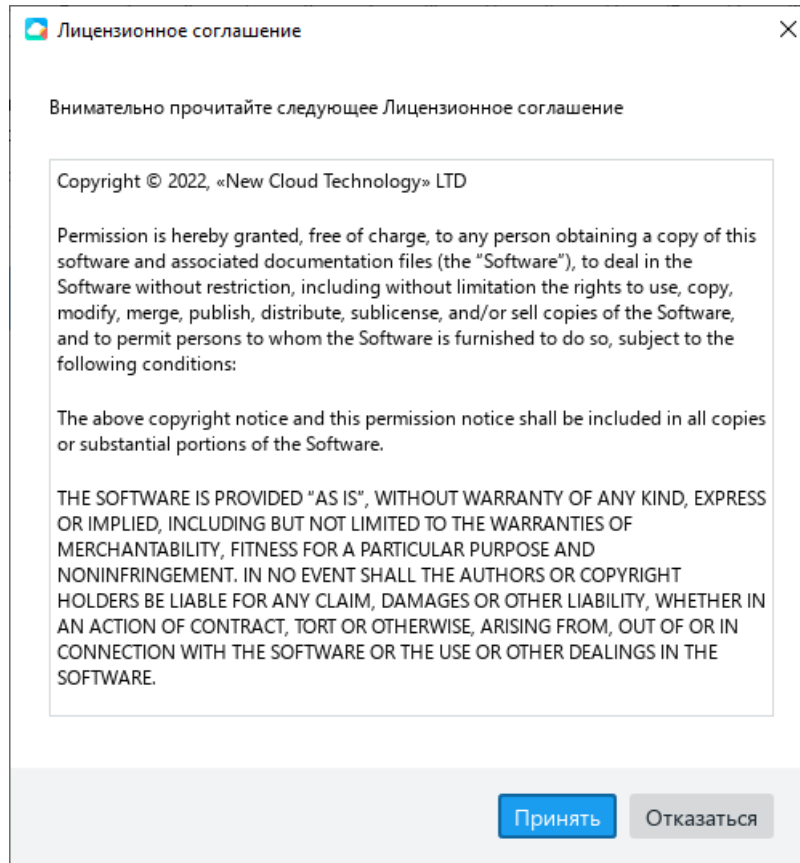 Лицензионное соглашение
Внимательно прочитайте следующее Лицензионное соглашение
Copyright © 2022, «New Cloud Technology» LTD
Permission is hereby granted, free of charge, to any person obtaining a copy of this
software and associated documentation files (the “Software”), to deal in the
Software without restriction, including without limitation the rights to use, copy,
modify, merge, publish, distribute, sublicense, and/or sell copies of the Software,
and to permit persons to whom the Software is furnished to do so, subject to the
following conditions:
The above copyright notice and this permission notice shall be included in all copies
or substantial portions of the Software.
THE SOFTWARE IS PROVIDED “AS IS”, WITHOUT WARRANTY OF ANY KIND, EXPRESS
OR IMPLIED, INCLUDING BUT NOT LIMITED TO THE WARRANTIES OF
MERCHANTABILITY, FITNESS FOR A PARTICULAR PURPOSE AND
NONINFRINGEMENT. IN NO EVENT SHALL THE AUTHORS OR COPYRIGHT
HOLDERS BE LIABLE FOR ANY CLAIM, DAMAGES OR OTHER LIABILITY, WHETHER IN
AN ACTION OF CONTRACT, TORT OR OTHERWISE, ARISING FROM, OUT OF OR IN
CONNECTION WITH THE SOFTWARE OR THE USE OR OTHER DEALINGS IN THE
SOFTWARE.
Принять Отказаться